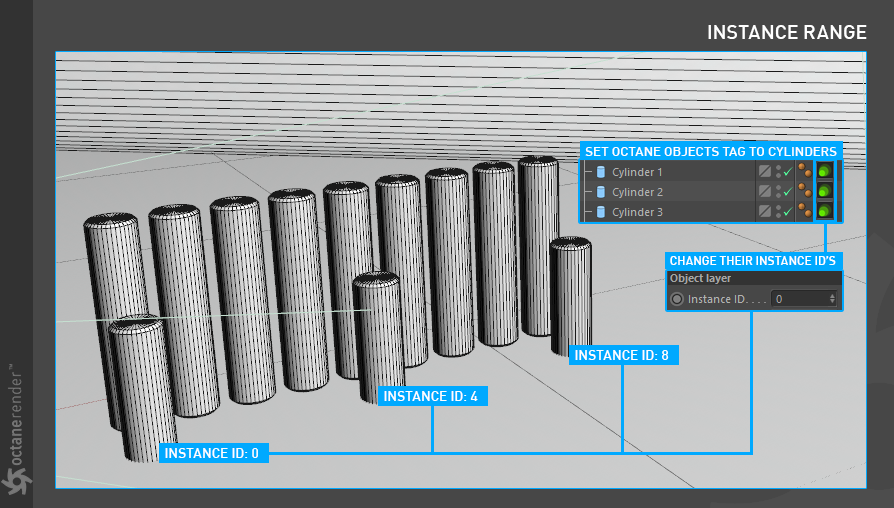 INSTANCE RANGE
SET OCTANE OBJECTS TAG TO CYLINDERS
Cylinder 1
Cylinder 2
Cylinder 3
CHANGE THEIR INSTANCE ID'S
Object layer
Instance ID. . . . 0
INSTANCE ID: 8
INSTANCE ID: 4
INSTANCE ID: 0
octanerender™